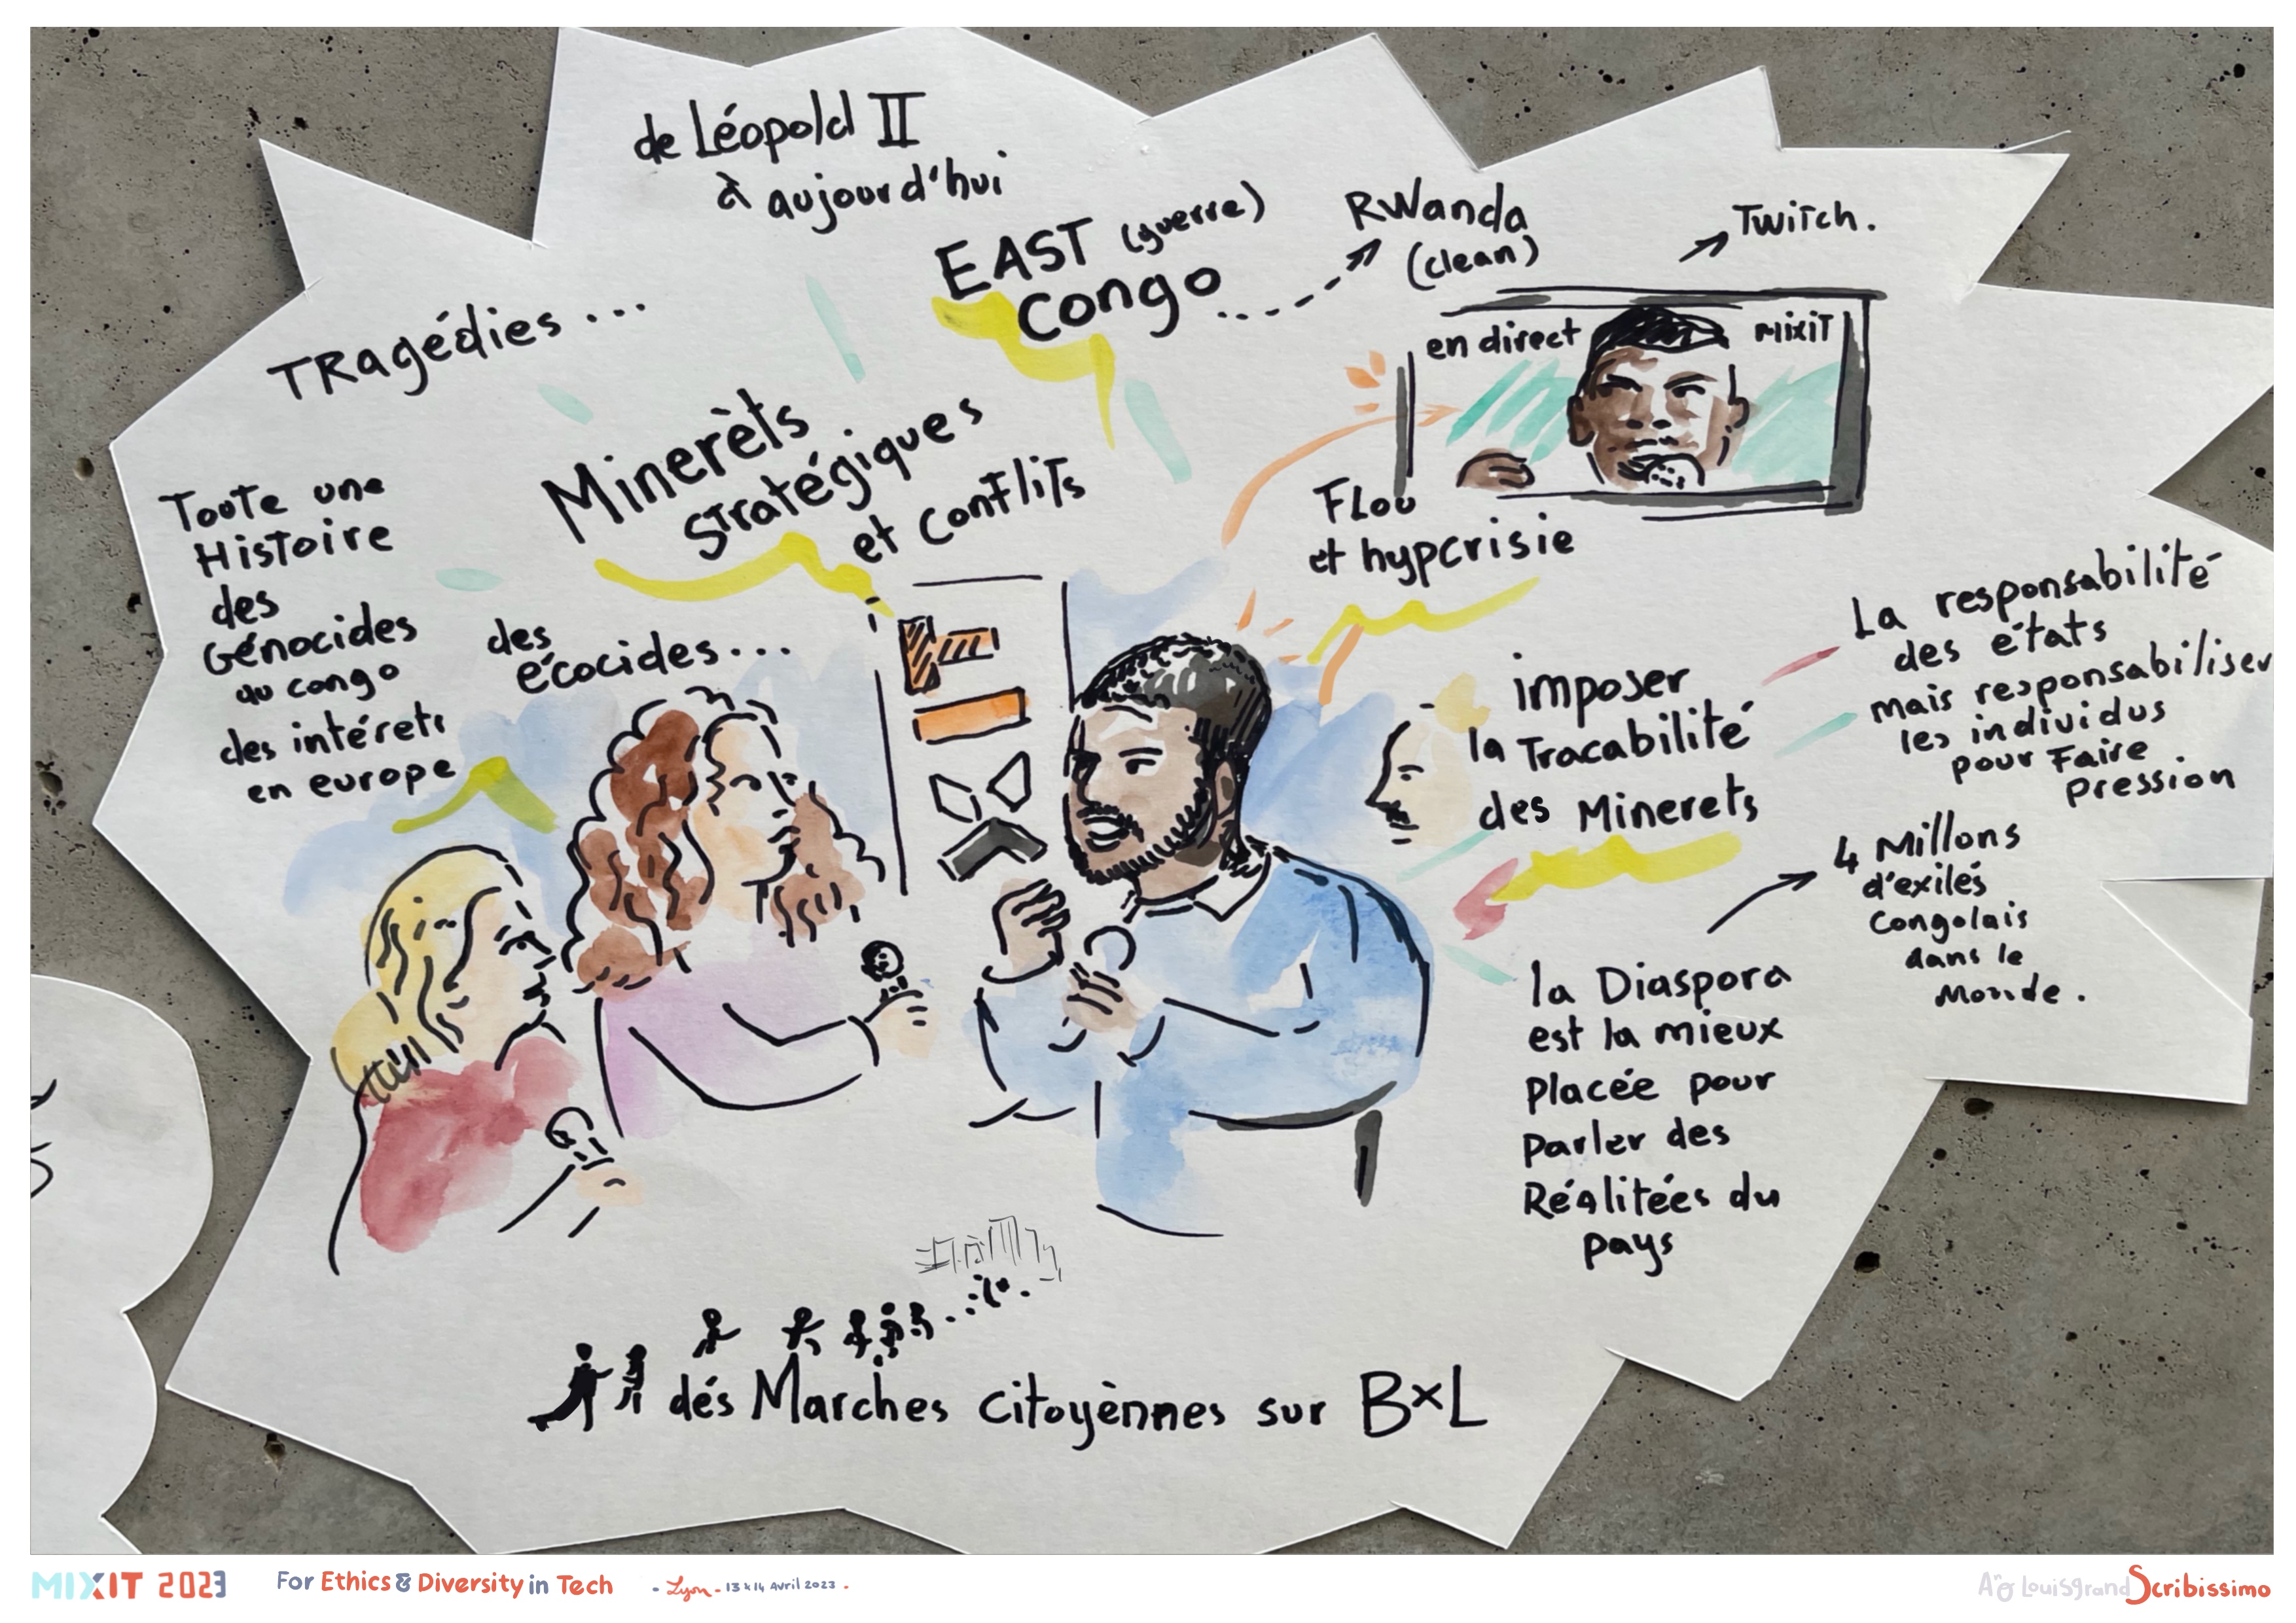 de Léopold II
à aujourd'hui
TRagédies ...
EAST (guerre)
Congo
RWanda
(clean)
Twitch.
en direct
MixiT
Minerèts
stratégiques
et conflits
Toute une
Histoire
des
Génocides
au congo
des intérets
en europe
des
écocides...
FLou
et hypcrisie
imposer
la Tracabilité
des Minerets
La responsabilité
des états
mais responsabiliser
les individus
pour Faire
Pression
4 Millons
d'exilés
Congolais
dans le
Monde.
la Diaspora
est la mieux
Placée pour
Parler des
Réalitées du
pays
dés Marches citoyènnes sur BXL
MIXIT 2023
For Ethics & Diversity in Tech
- Lyon - 13 & 14 Avril 2023 -
Louisgrand Scribissimo